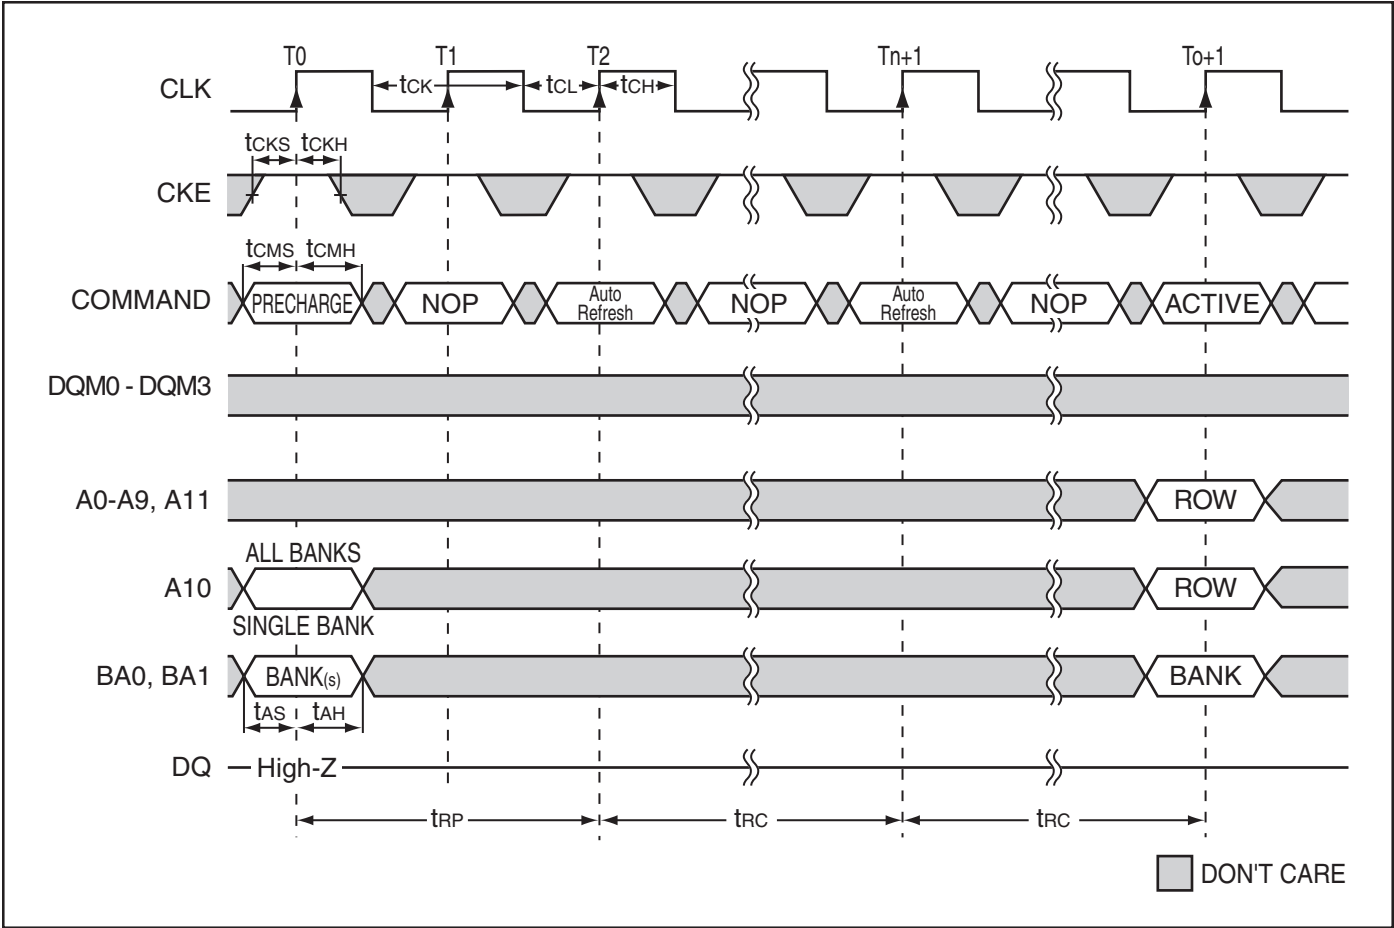 T0 T1 T2 Tn+1 To+1
CLK tCK tCL tCH
tCKS tCKH
CKE
tCMS tCMH
COMMAND PRECHARGE NOP Auto Refresh NOP Auto Refresh NOP ACTIVE
DQM0 - DQM3
A0-A9, A11 ROW
ALL BANKS
A10 ROW
SINGLE BANK
BA0, BA1 BANK(s) BANK
tAS tAH
DQ High-Z
tRP tRC tRC
DON'T CARE